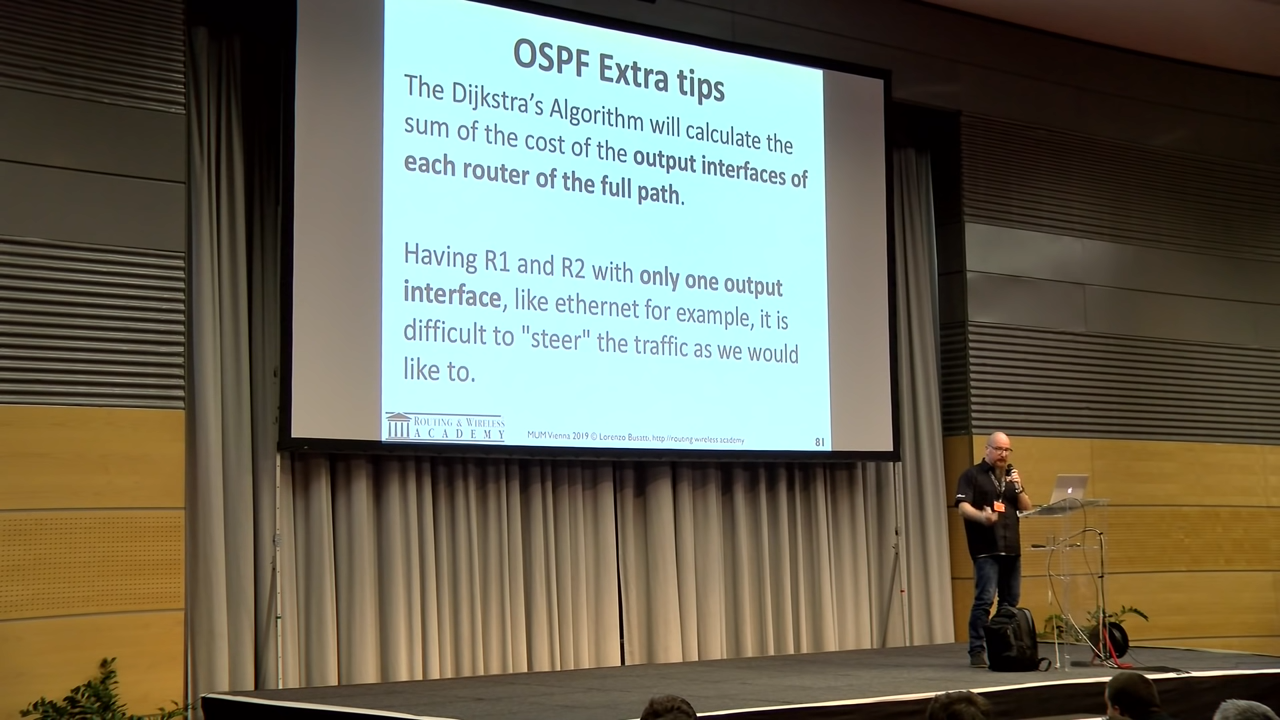 OSPF Extra tips
The Dijkstra's Algorithm will calculate the
sum of the cost of the output interfaces of
each router of the full path.
Having R1 and R2 with only one output
interface, like ethernet for example, it is
difficult to "steer" the traffic as we would
like to.
ROUTING & WIRELESS
ACADEMY
MUM Vienna 2019 © Lorenzo Busatti, http://routing.wireless.academy
81